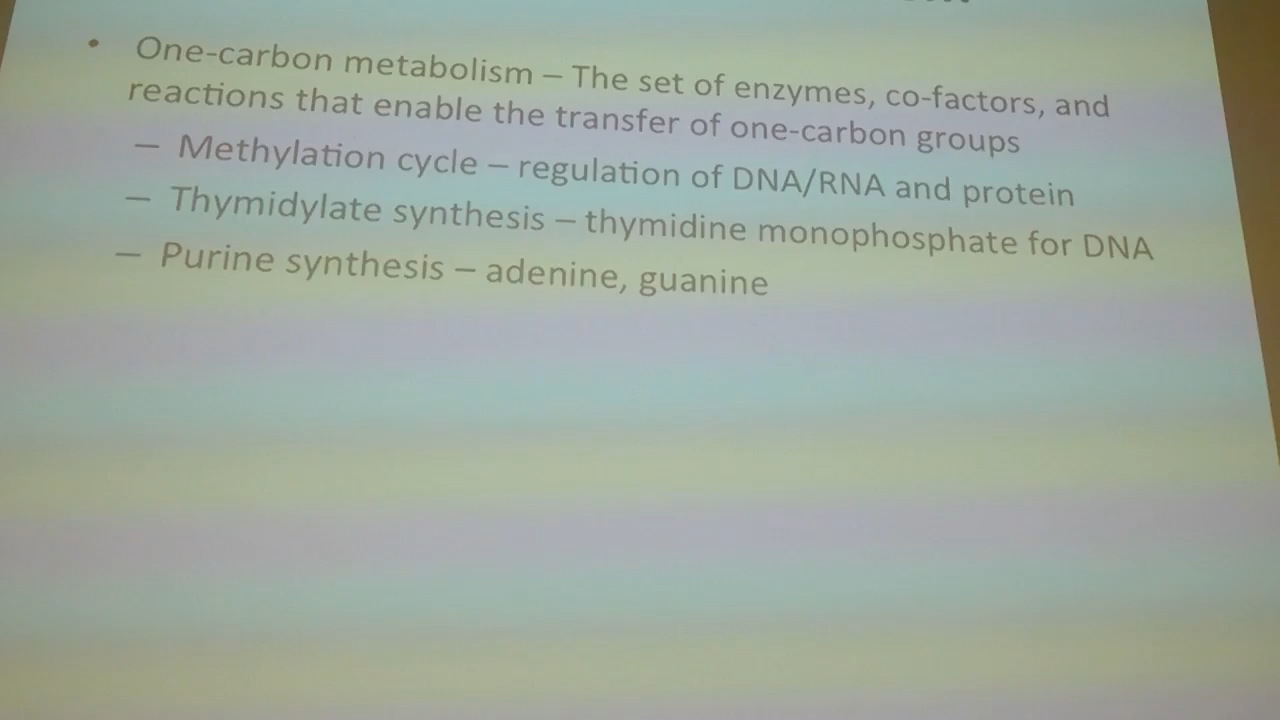 • One-carbon metabolism – The set of enzymes, co-factors, and
reactions that enable the transfer of one-carbon groups
– Methylation cycle – regulation of DNA/RNA and protein
– Thymidylate synthesis – thymidine monophosphate for DNA
– Purine synthesis – adenine, guanine